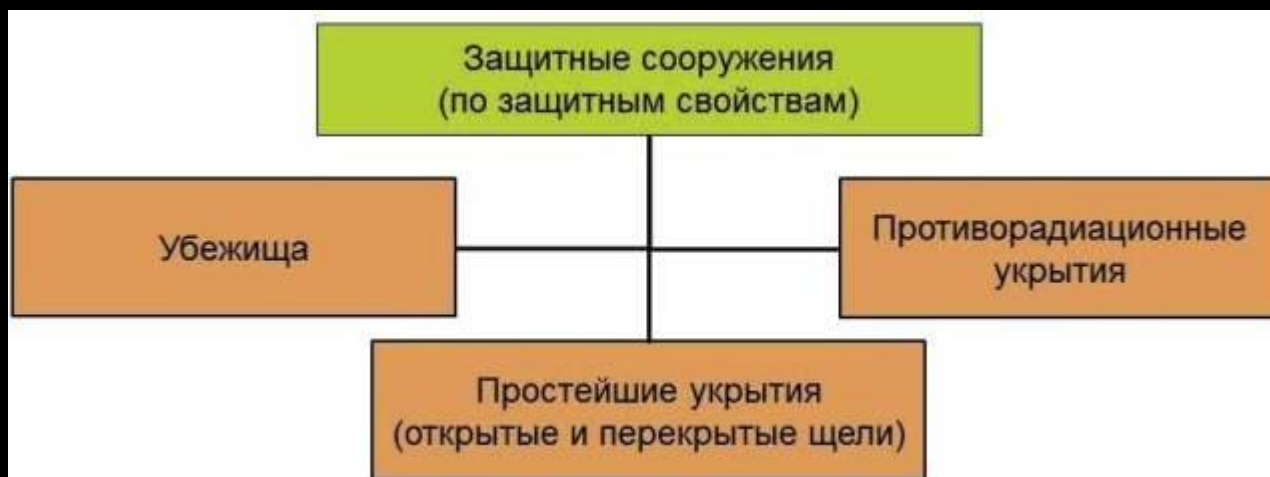 Защитные сооружения
(по защитным свойствам)
Убежища
Противорадиационные
укрытия
Простейшие укрытия
(открытые и перекрытые щели)